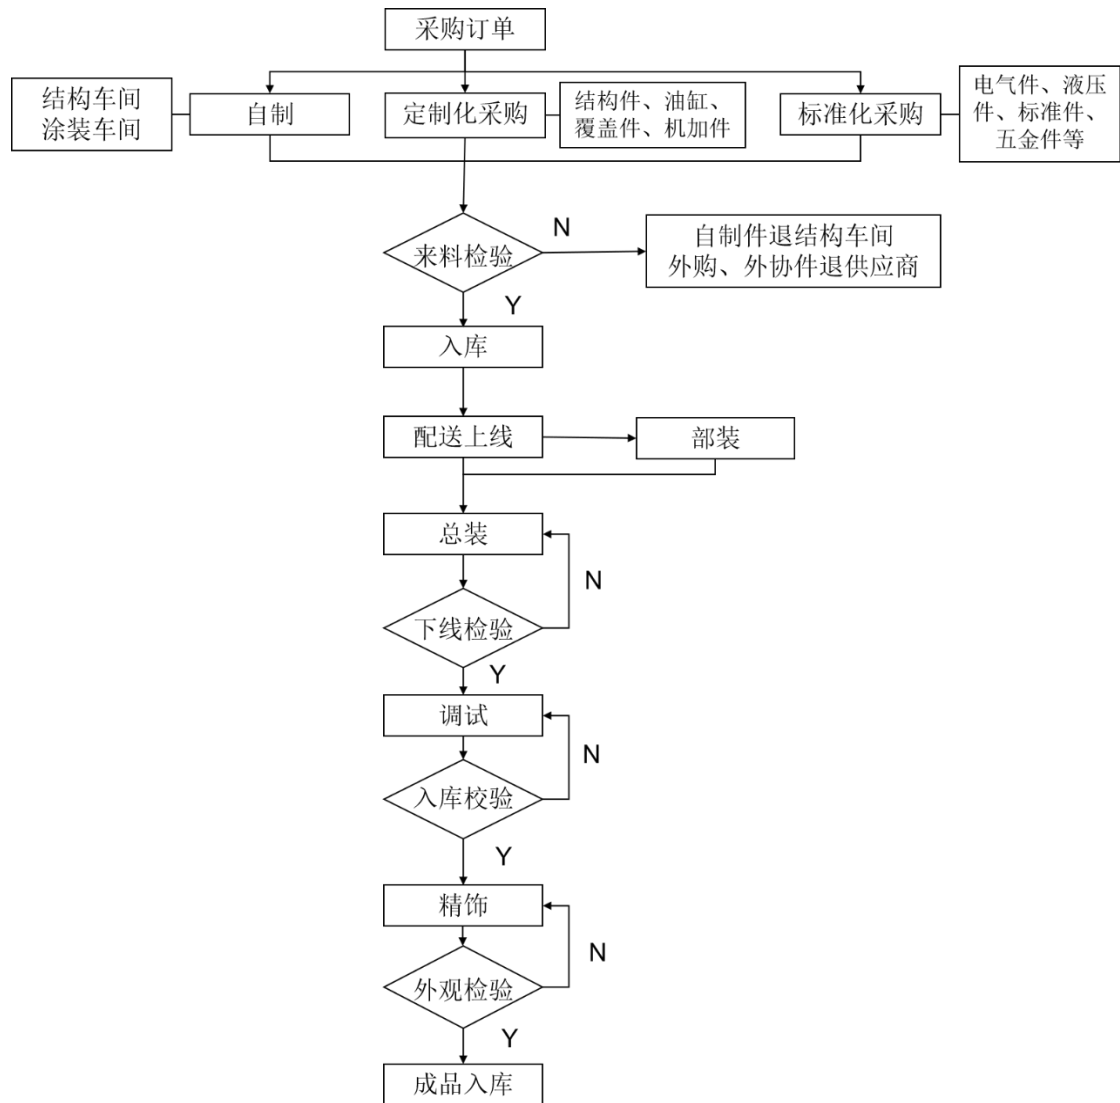 采购订单
结构车间
涂装车间
自制
定制化采购
结构件、油缸、
覆盖件、机加件
标准化采购
电气件、液压
件、标准件、
五金件等
来料检验
N
自制件退结构车间
外购、外协件退供应商
Y
入库
配送上线
部装
总装
N
下线检验
Y
调试
N
入库校验
Y
精饰
N
外观检验
Y
成品入库